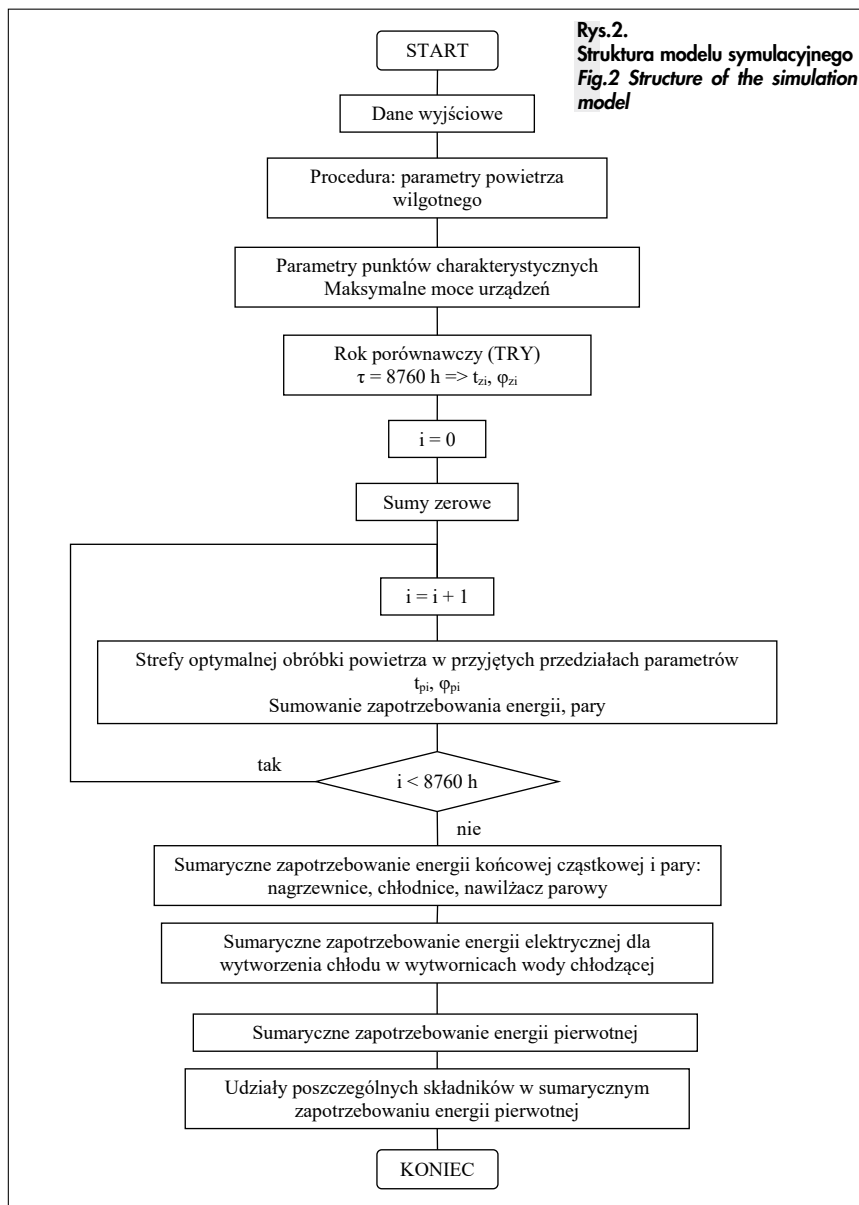 Rys.2.
Struktura modelu symulacyjnego
Fig.2 Structure of the simulation
model
START
Dane wyjściowe
Procedura: parametry powietrza
wilgotnego
Parametry punktów charakterystycznych
Maksymalne moce urządzeń
Rok porównawczy (TRY)
τ = 8760 h => tzi, φzi
i = 0
Sumy zerowe
i = i + 1
Strefy optymalnej obróbki powietrza w przyjętych przedziałach parametrów
tpi, φpi
Sumowanie zapotrzebowania energii, pary
tak
i < 8760 h
nie
Sumaryczne zapotrzebowanie energii końcowej cząstkowej i pary:
nagrzewnice, chłodnice, nawilżacz parowy
Sumaryczne zapotrzebowanie energii elektrycznej dla
wytworzenia chłodu w wytwornicach wody chłodzącej
Sumaryczne zapotrzebowanie energii pierwotnej
Udziały poszczególnych składników w sumarycznym
zapotrzebowaniu energii pierwotnej
KONIEC